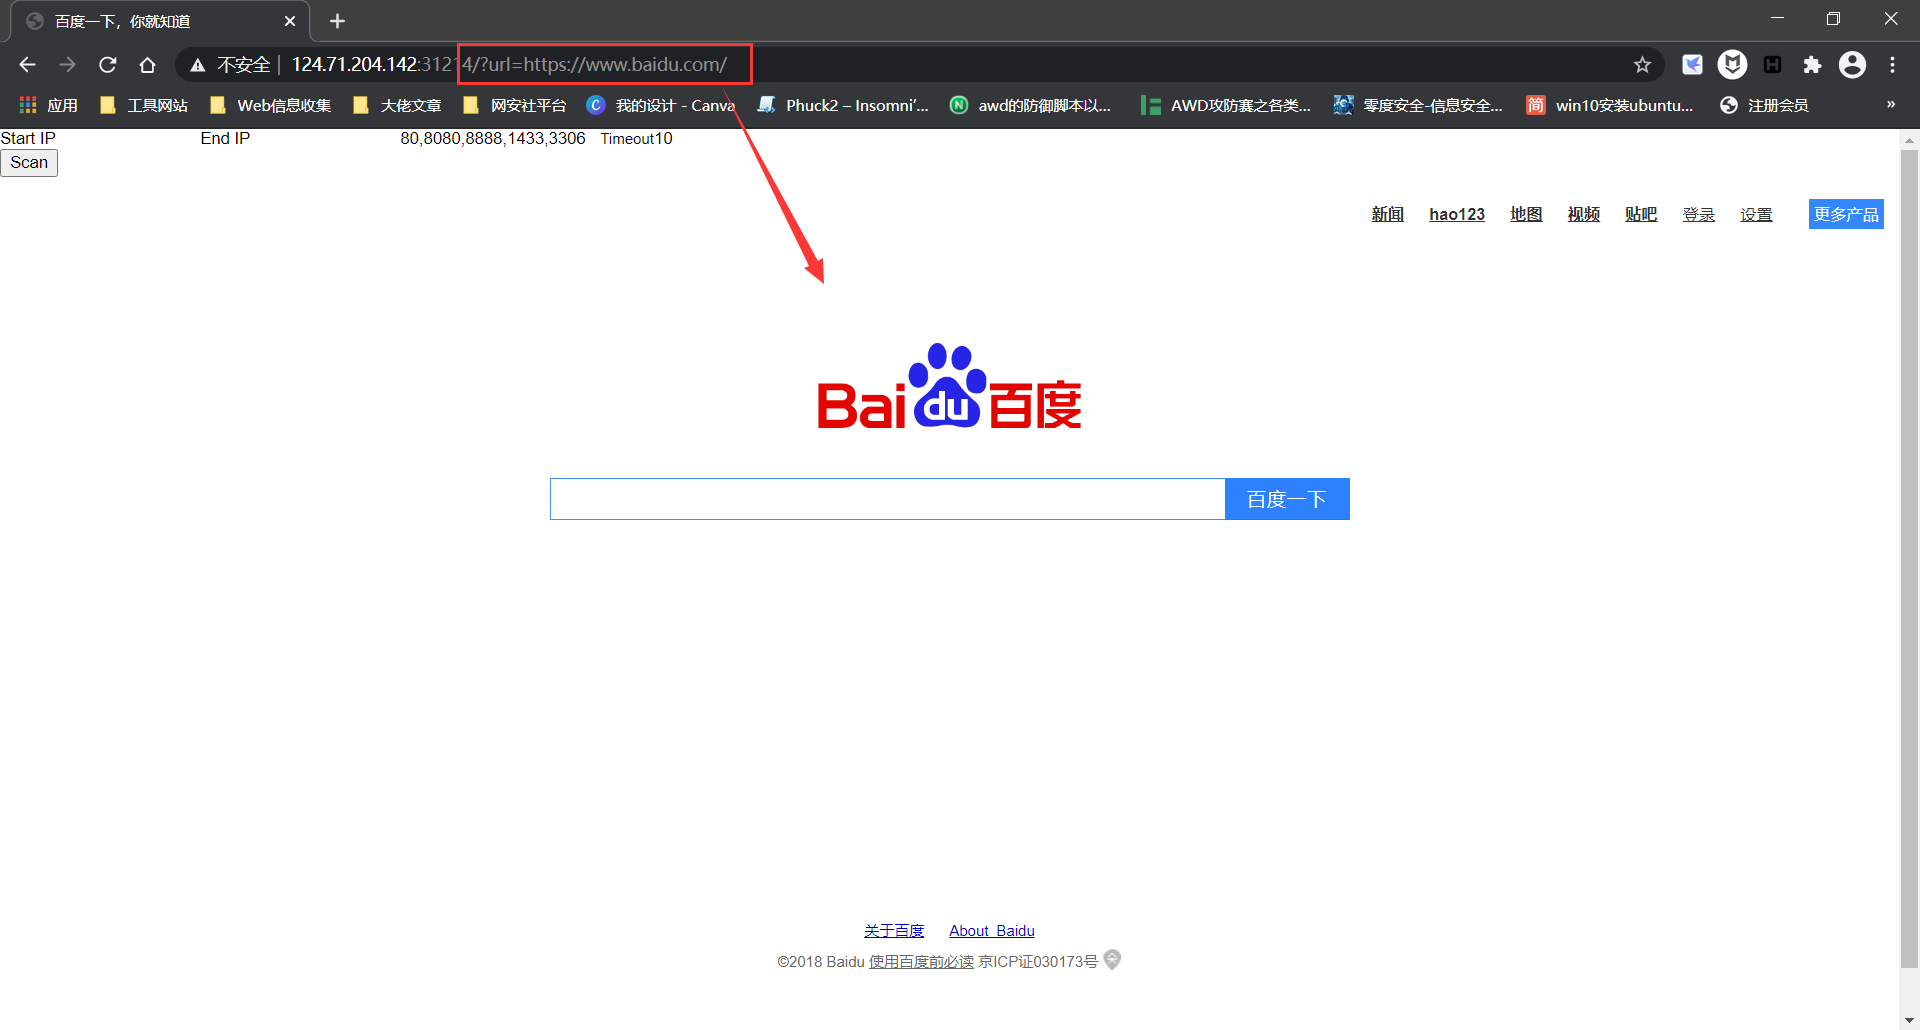 百度一下，你就知道
不安全 | 124.71.204.142:31214/?url=https://www.baidu.com/
应用 工具网站 Web信息收集 大佬文章 网安社平台 我的设计 - Canva Phuck2 – Insomni'... awd的防御脚本以... AWD攻防赛之各类... 零度安全-信息安全... win10安装ubuntu... 注册会员 »
Start IP End IP 80,8080,8888,1433,3306 Timeout10
Scan
新闻 hao123 地图 视频 贴吧 登录 设置 更多产品
Bai du 百度
百度一下
关于百度 About Baidu
©2018 Baidu 使用百度前必读 京ICP证030173号